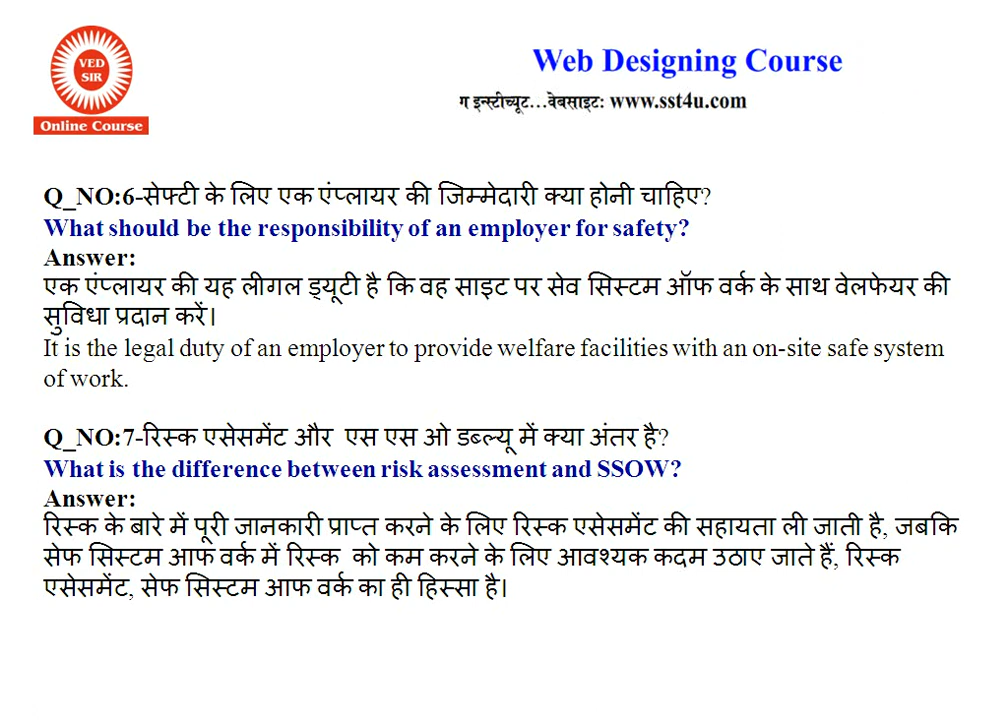 VED
SIR
Online Course
Web Designing Course
ग इन्स्टीच्यूट...वेबसाइट: www.sst4u.com
Q_NO:6-सेफ्टी के लिए एक एंप्लायर की जिम्मेदारी क्या होनी चाहिए?
What should be the responsibility of an employer for safety?
Answer:
एक एंप्लायर की यह लीगल ड्यूटी है कि वह साइट पर सेव सिस्टम ऑफ वर्क के साथ वेलफेयर की
सुविधा प्रदान करें।
It is the legal duty of an employer to provide welfare facilities with an on-site safe system
of work.
Q_NO:7-रिस्क एसेसमेंट और एस एस ओ डब्ल्यू में क्या अंतर है?
What is the difference between risk assessment and SSOW?
Answer:
रिस्क के बारे में पूरी जानकारी प्राप्त करने के लिए रिस्क एसेसमेंट की सहायता ली जाती है, जबकि
सेफ सिस्टम आफ वर्क में रिस्क को कम करने के लिए आवश्यक कदम उठाए जाते हैं, रिस्क
एसेसमेंट, सेफ सिस्टम आफ वर्क का ही हिस्सा है।